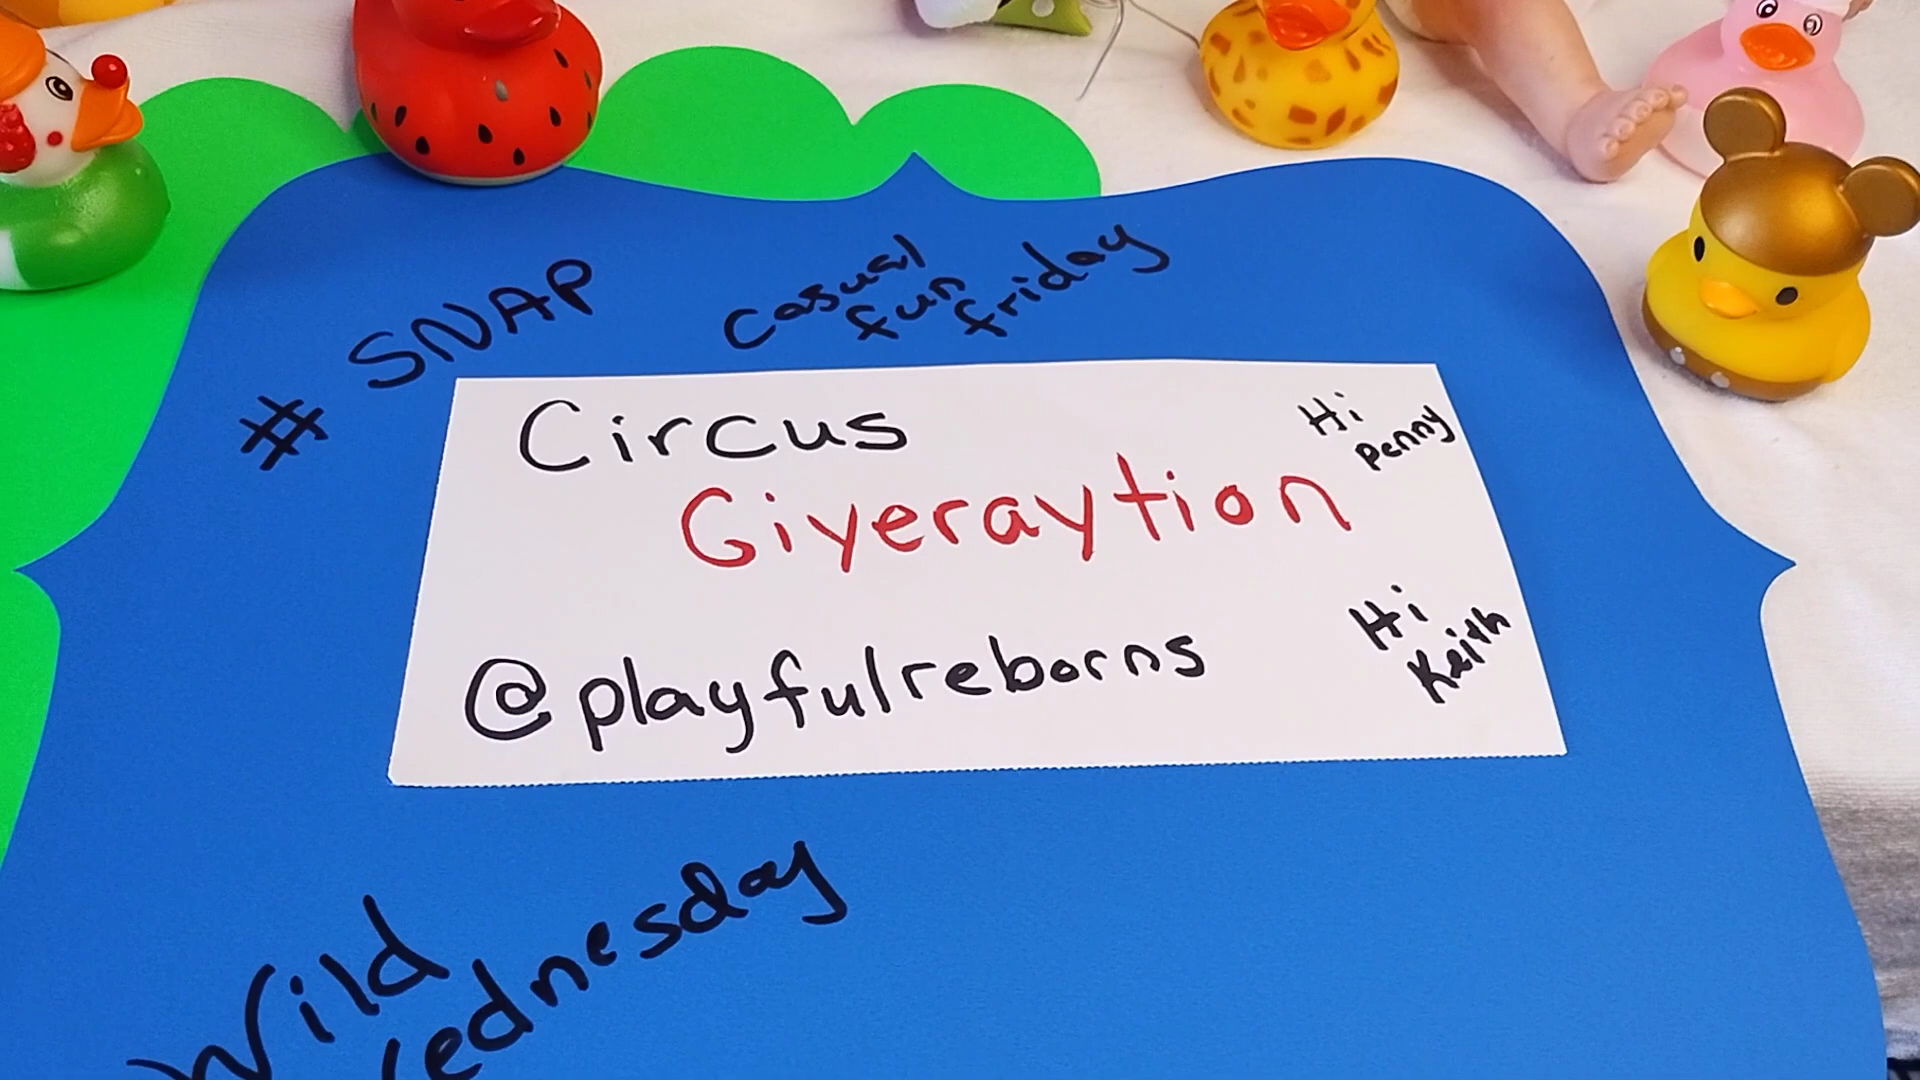 # SNAP
Casual
fun
friday
Circus
Giyeraytion
Hi
Penny
@playfulreborns
Hi
Keith
Wild
Wednesday